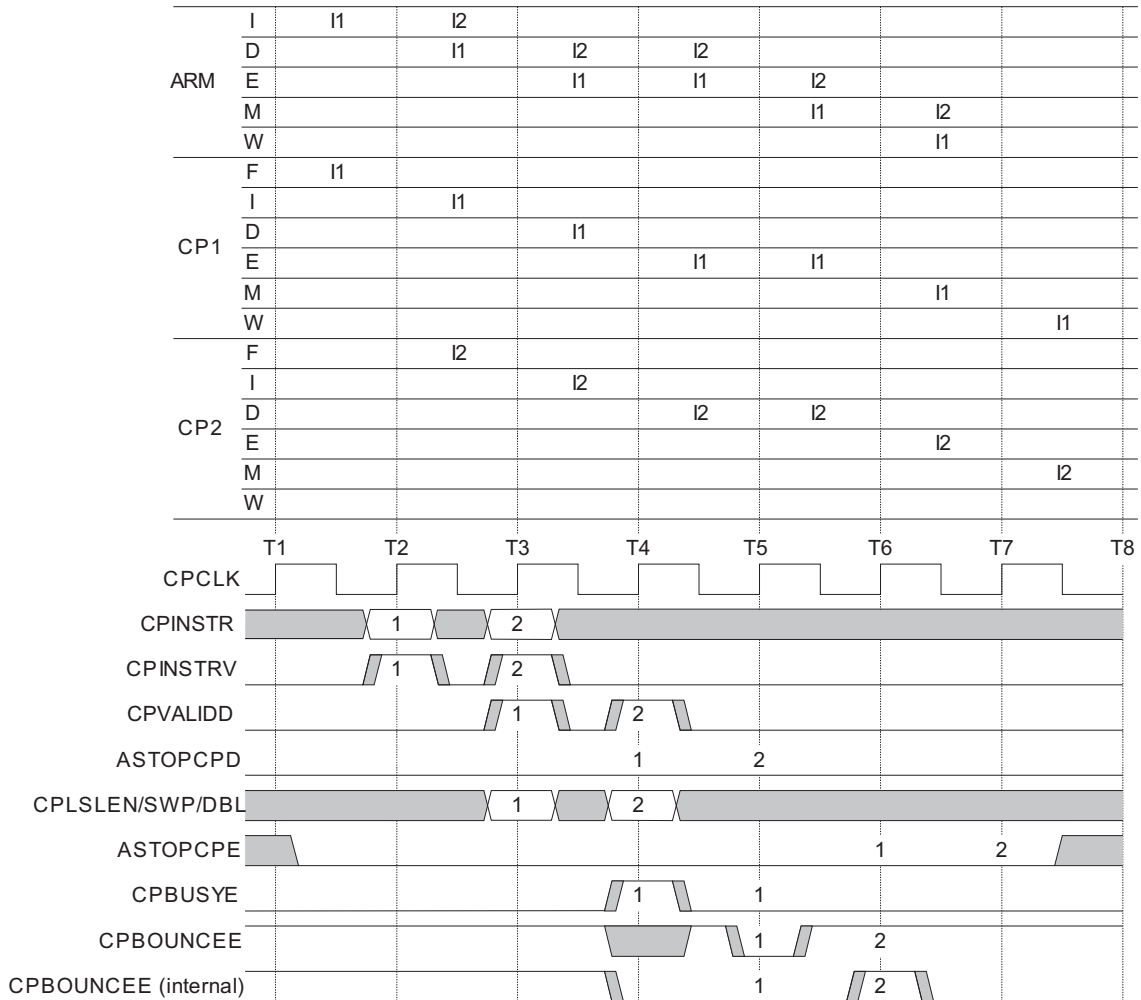 I I1 I2
D I1 I2 I2
ARM E I1 I1 I2
M I1 I2
W I1
F I1
I I1
D I1
CP1
E I1 I1
M I1
W I1
F I2
I I2
D I2 I2
CP2
E I2
M I2
W
T1 T2 T3 T4 T5 T6 T7 T8
CPCLK
CPINSTR 1 2
CPINSTRV 1 2
CPVALIDD 1 2
ASTOPCPD 1 2
CPLSLEN/SWP/DBL 1 2
ASTOPCPE 1 2
CPBUSYE 1 1
CPBOUNCEE 1 2
CPBOUNCEE (internal) 1 2